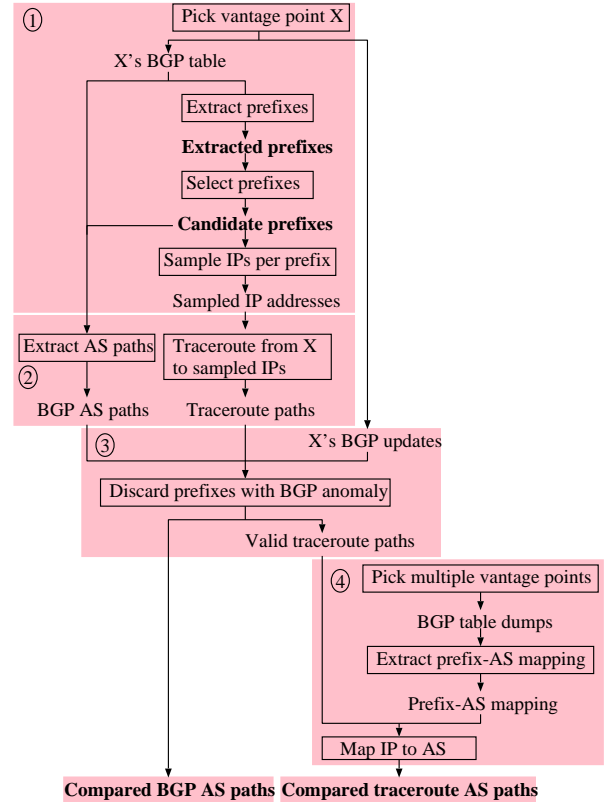 ①
Pick vantage point X
X's BGP table
Extract prefixes
Extracted prefixes
Select prefixes
Candidate prefixes
Sample IPs per prefix
Sampled IP addresses
Extract AS paths
Traceroute from X
to sampled IPs
②
BGP AS paths
Traceroute paths
③
X's BGP updates
Discard prefixes with BGP anomaly
Valid traceroute paths
④
Pick multiple vantage points
BGP table dumps
Extract prefix-AS mapping
Prefix-AS mapping
Map IP to AS
Compared BGP AS paths
Compared traceroute AS paths